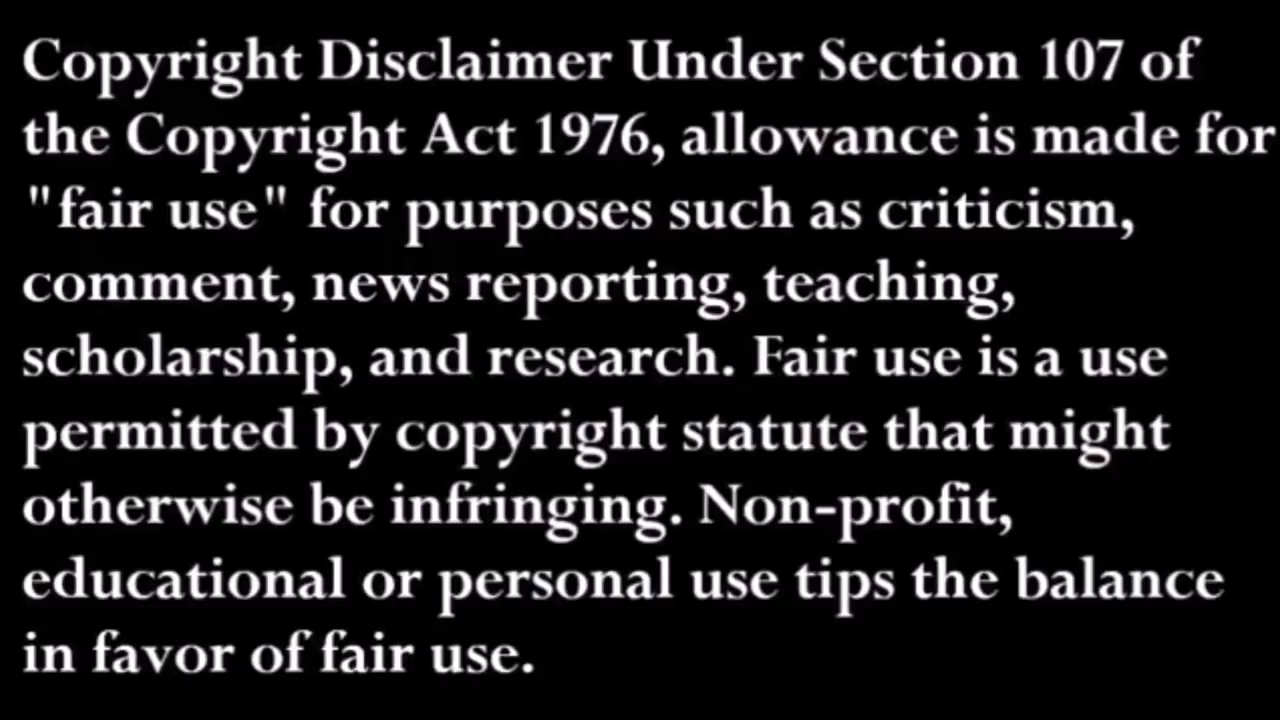 Copyright Disclaimer Under Section 107 of
the Copyright Act 1976, allowance is made for
"fair use" for purposes such as criticism,
comment, news reporting, teaching,
scholarship, and research. Fair use is a use
permitted by copyright statute that might
otherwise be infringing. Non-profit,
educational or personal use tips the balance
in favor of fair use.